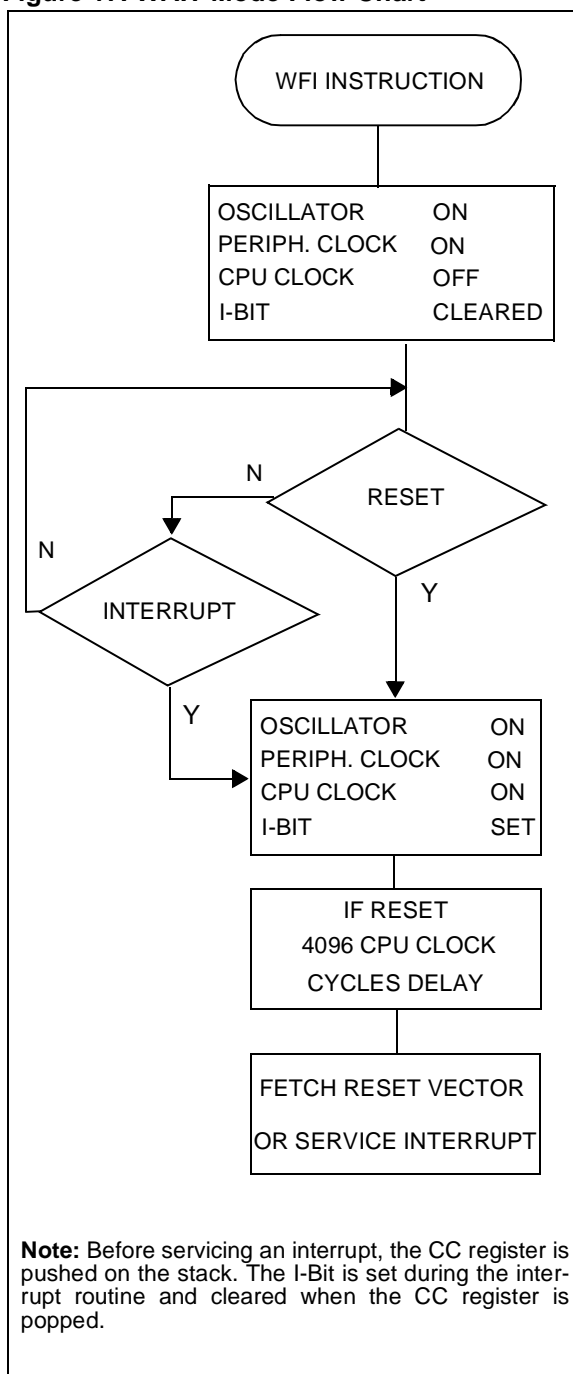 WFI INSTRUCTION
OSCILLATOR ON
PERIPH. CLOCK ON
CPU CLOCK OFF
I-BIT CLEARED
RESET
N
N
INTERRUPT
Y
Y
OSCILLATOR ON
PERIPH. CLOCK ON
CPU CLOCK ON
I-BIT SET
IF RESET
4096 CPU CLOCK
CYCLES DELAY
FETCH RESET VECTOR
OR SERVICE INTERRUPT
Note: Before servicing an interrupt, the CC register is
pushed on the stack. The I-Bit is set during the inter-
rupt routine and cleared when the CC register is
popped.